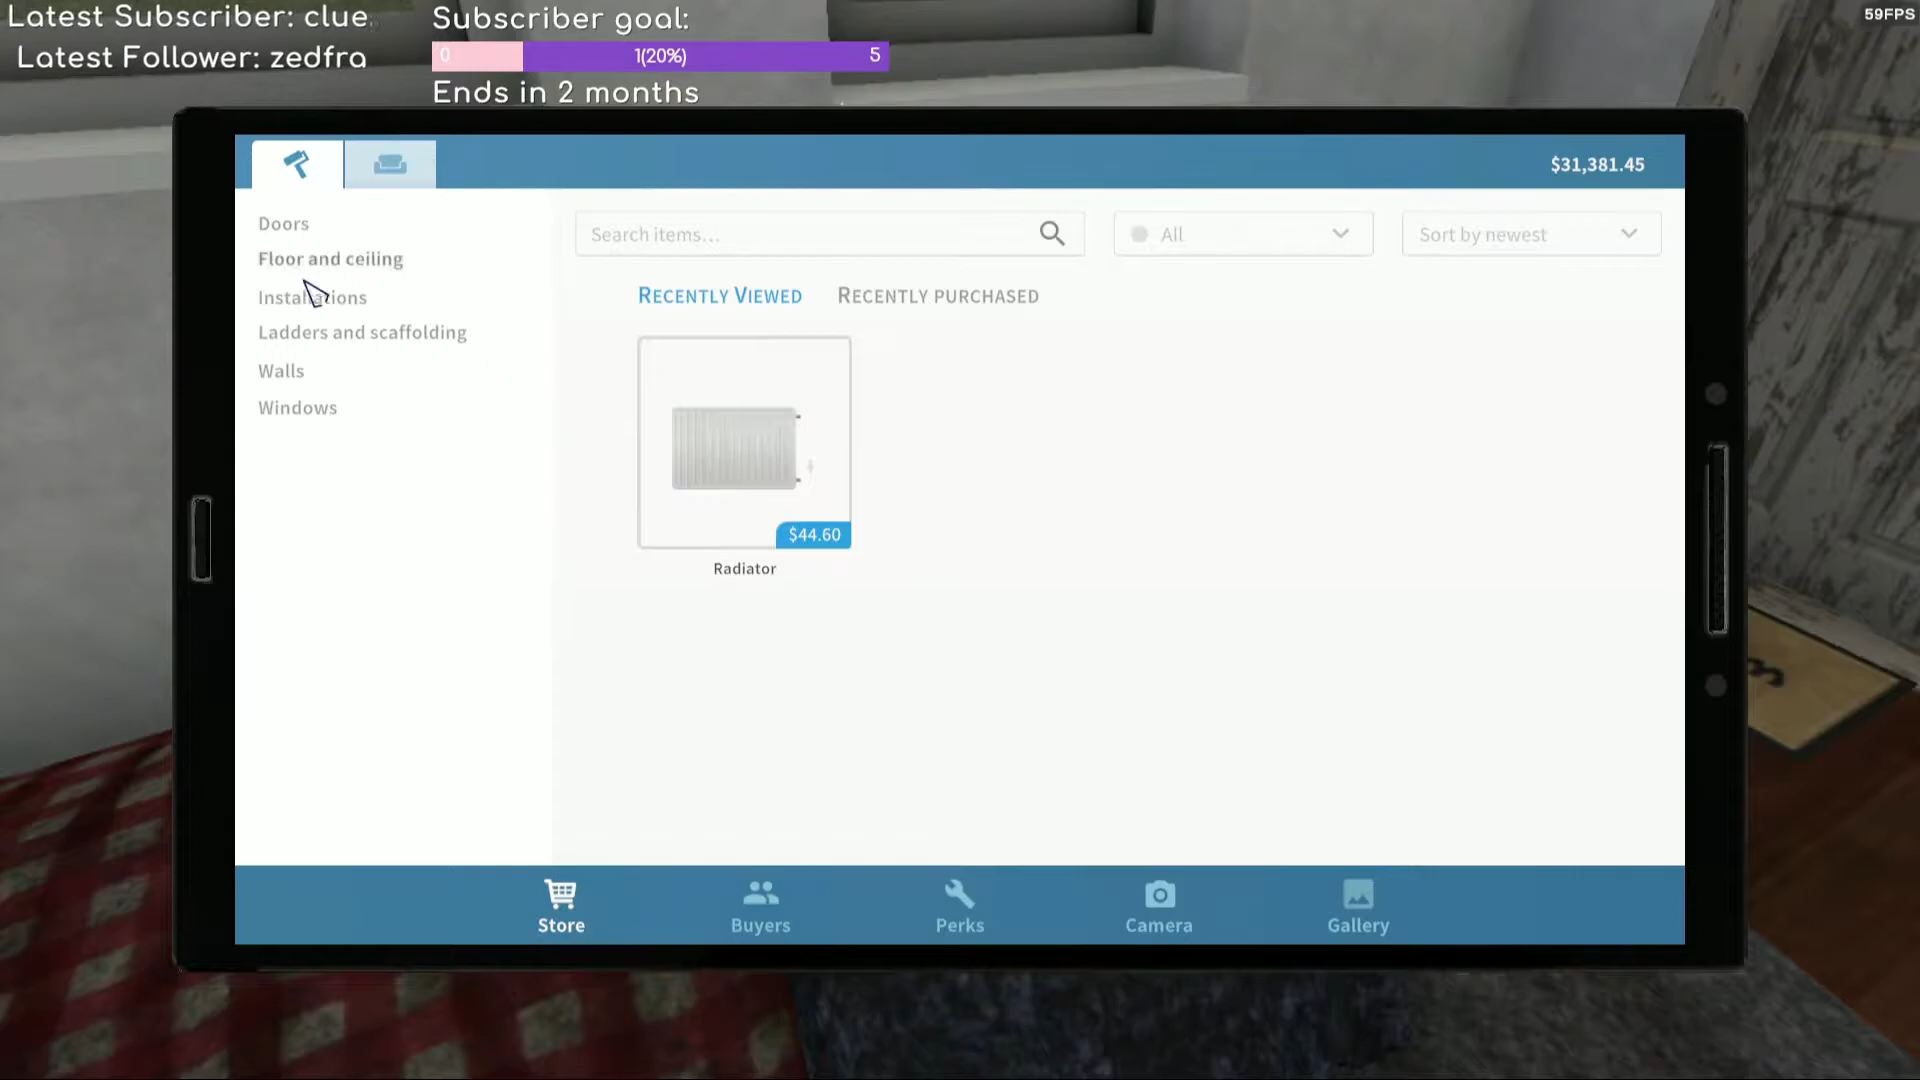 Latest Subscriber: clue
Subscriber goal:
59FPS
Latest Follower: zedfra
0 1(20%) 5
Ends in 2 months
$31,381.45
Doors
Floor and ceiling
Installations
Ladders and scaffolding
Walls
Windows
Search items...
All
Sort by newest
RECENTLY VIEWED
RECENTLY PURCHASED
$44.60
Radiator
Store
Buyers
Perks
Camera
Gallery